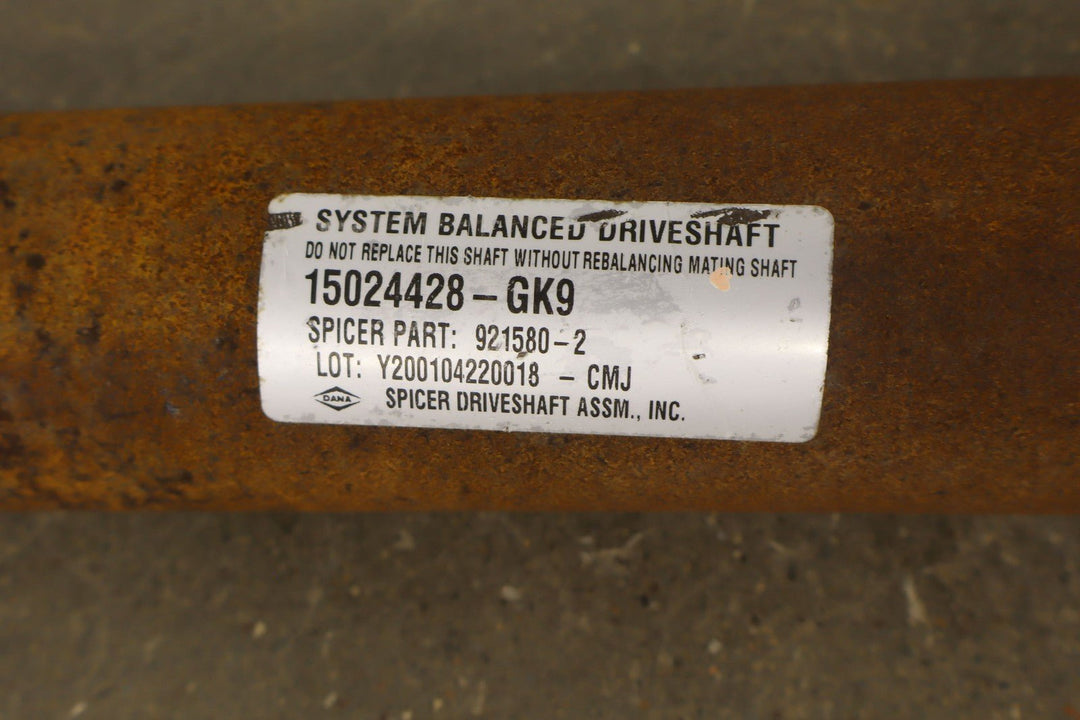 SYSTEM BALANCED DRIVESHAFT
DO NOT REPLACE THIS SHAFT WITHOUT REBALANCING MATING SHAFT
15024428-GK9
SPICER PART: 921580-2
LOT: Y200104220018 - CMJ
DANA SPICER DRIVESHAFT ASSM., INC.